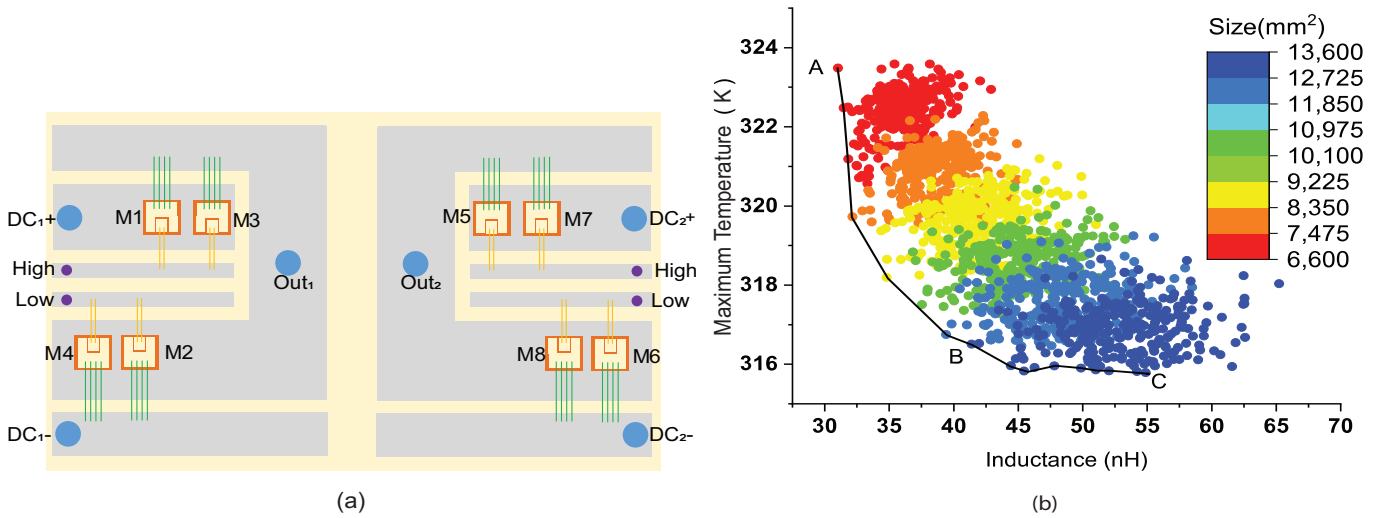 M1
M3
M5
M7
DC₁+
DC₂+
High
High
Low
Low
Out₁
Out₂
M4
M2
M8
M6
DC₁-
DC₂-
(a)
Size(mm²)
13,600
12,725
11,850
10,975
10,100
9,225
8,350
7,475
6,600
Maximum Temperature ( K )
324
322
320
318
316
A
B
C
30 35 40 45 50 55 60 65 70
Inductance (nH)
(b)